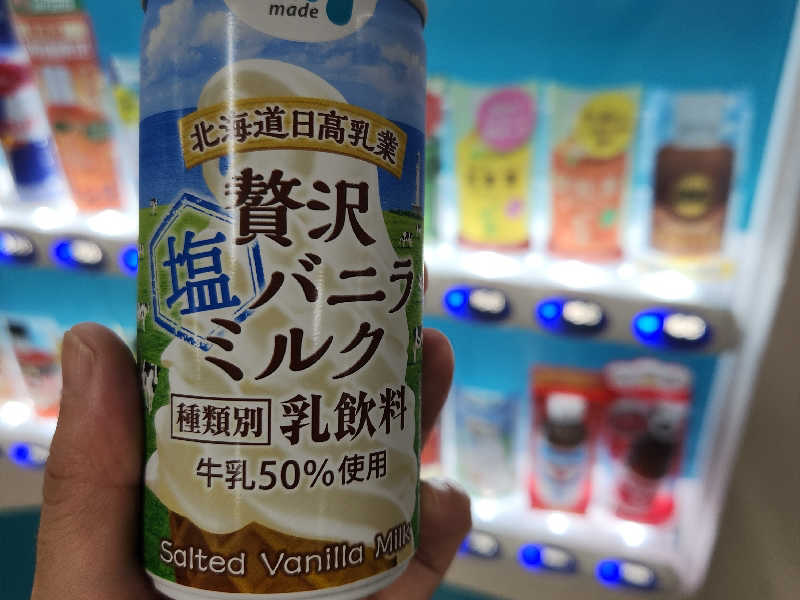 made
北海道日高乳業
贅沢
塩
バニラ
ミルク
種類別 乳飲料
牛乳50%使用
Salted Vanilla Milk